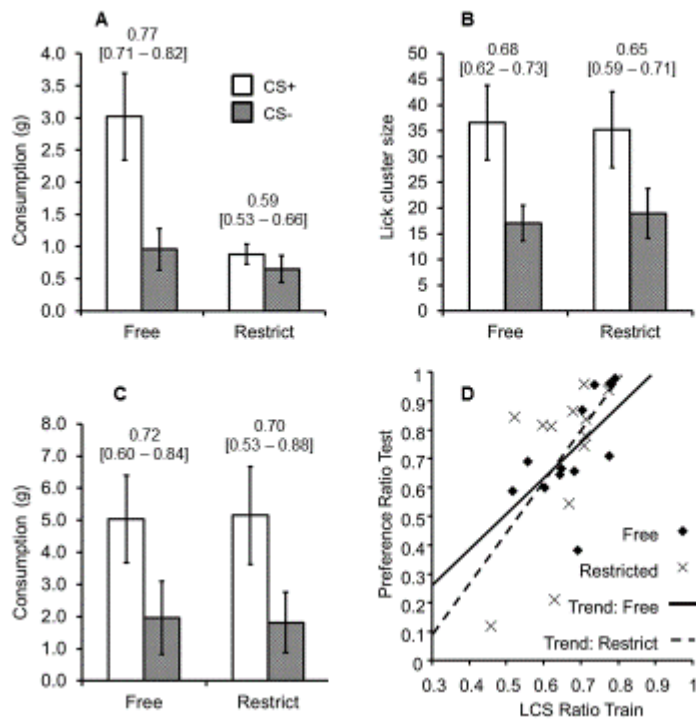 A
0.77
[0.71 – 0.82]
4.0
3.5
3.0
2.5
2.0
1.5
1.0
0.5
0.0
Consumption (g)
CS+
CS-
0.59
[0.53 – 0.66]
Free
Restrict
B
0.68
[0.62 – 0.73]
0.65
[0.59 – 0.71]
50
45
40
35
30
25
20
15
10
5
0
Lick cluster size
Free
Restrict
C
0.72
[0.60 – 0.84]
0.70
[0.53 – 0.88]
8.0
7.0
6.0
5.0
4.0
3.0
2.0
1.0
0.0
Consumption (g)
Free
Restrict
D
1
0.9
0.8
0.7
0.6
0.5
0.4
0.3
0.2
0.1
0
Preference Ratio Test
Free
Restricted
Trend: Free
Trend: Restrict
0.3 0.4 0.5 0.6 0.7 0.8 0.9 1
LCS Ratio Train